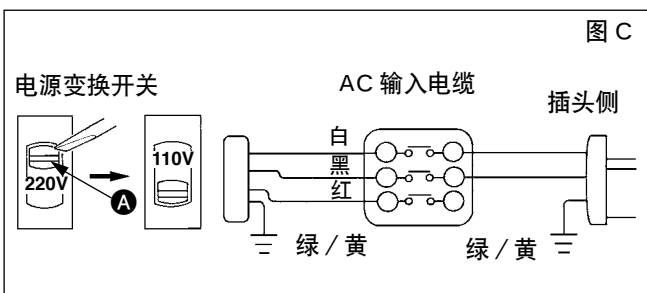 图 C
电源变换开关
AC 输入电缆
插头侧
220V
A
110V
白
黑
红
绿／黄
绿／黄